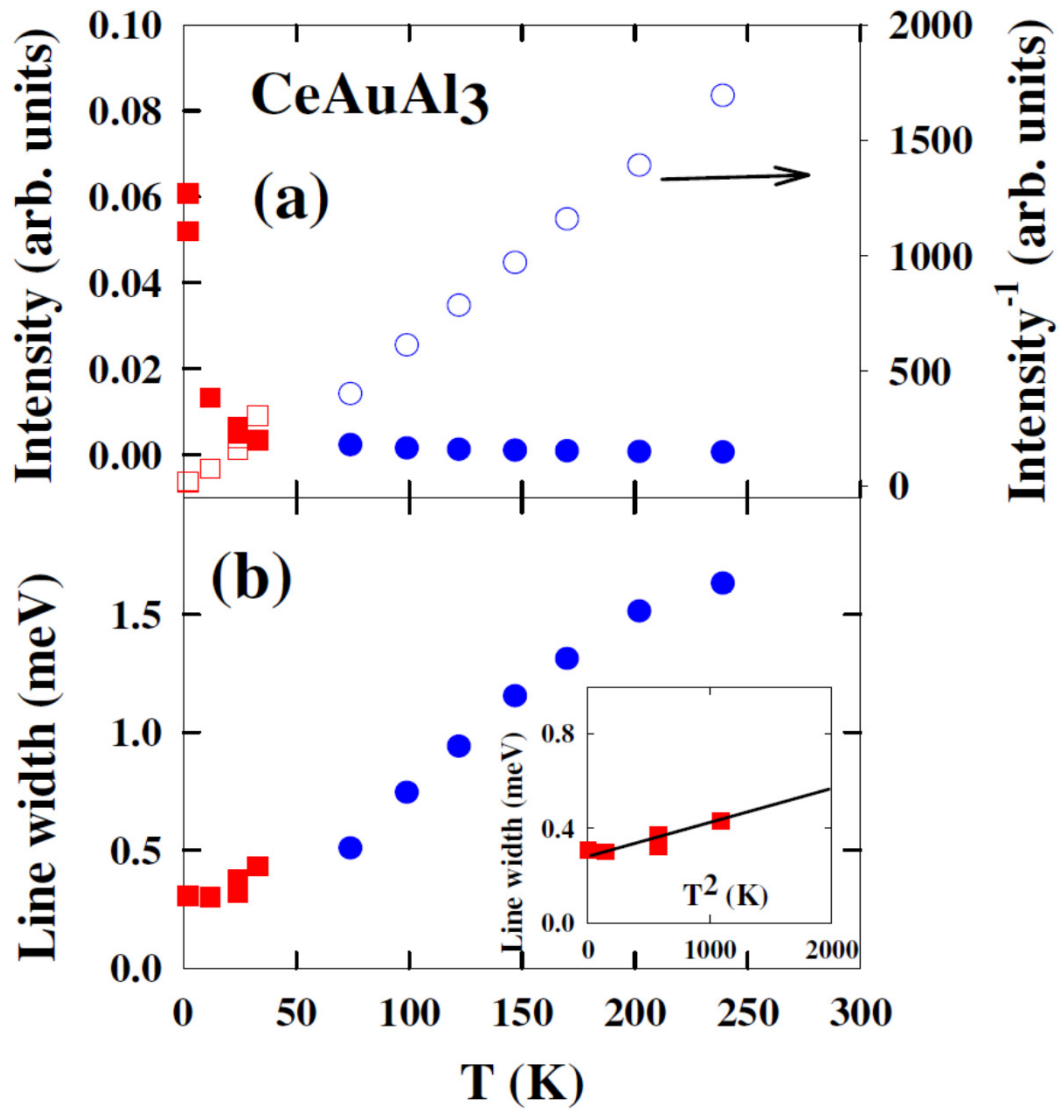 0.10
0.08
0.06
0.04
0.02
0.00
Intensity (arb. units)
CeAuAl3
(a)
2000
1500
1000
500
0
Intensity-1 (arb. units)
(b)
1.5
1.0
0.5
0.0
Line width (meV)
0.8
0.4
0.0
Line width (meV)
T2 (K)
0 1000 2000
0 50 100 150 200 250 300
T (K)